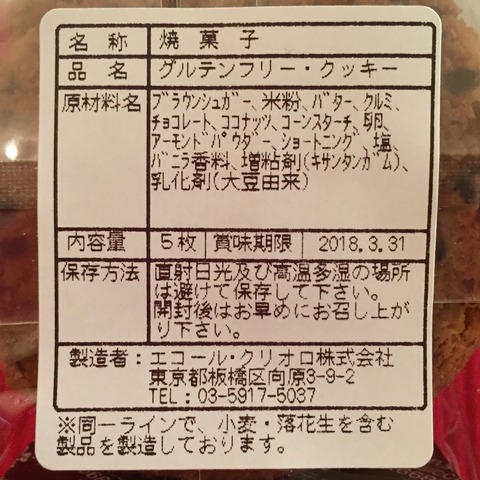 名称 焼菓子
品名 グルテンフリー・クッキー
原材料名 ブラウンシュガー、米粉、バター、クルミ、
チョコレート、ココナッツ、コーンスターチ、卵、
アーモンドパウダー、ショートニング、塩、
バニラ香料、増粘剤(キサンタンガム)、
乳化剤(大豆由来)
内容量 5枚 賞味期限 2018.3.31
保存方法 直射日光及び高温多湿の場所
は避けて保存して下さい。
開封後はお早めにお召し上が
り下さい。
製造者:エコール・クリオロ株式会社
東京都板橋区向原3-9-2
TEL:03-5917-5037
※同一ラインで、小麦・落花生を含む
製品を製造しております。